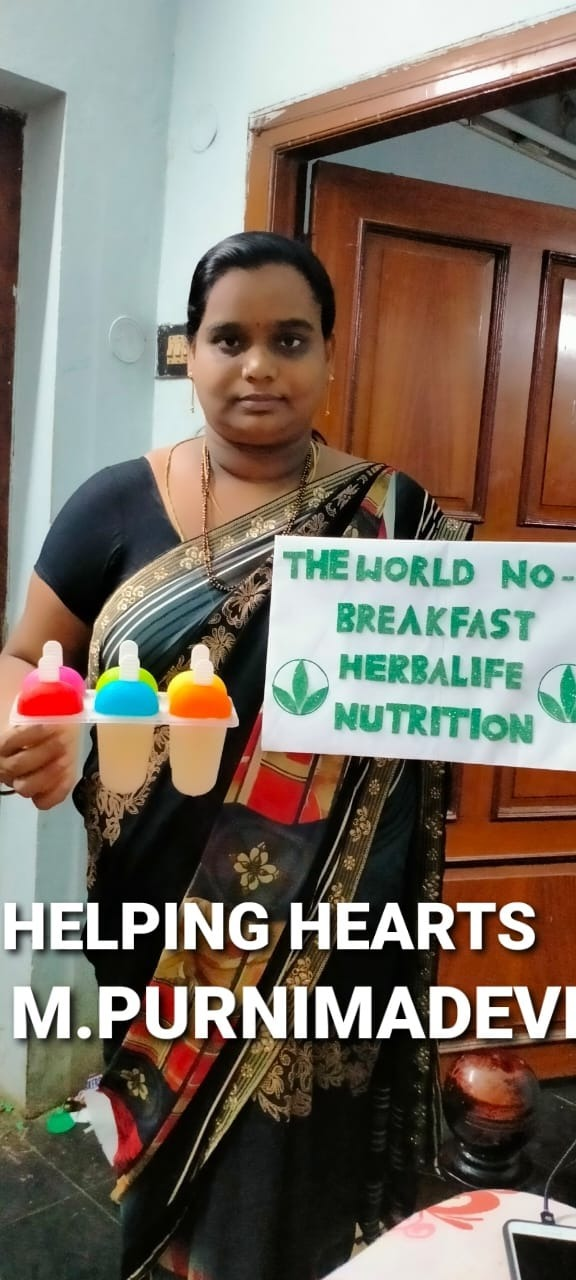 THE WORLD NO-
BREAKFAST
HERBALIFE
NUTRITION
HELPING HEARTS
M.PURNIMADEVI